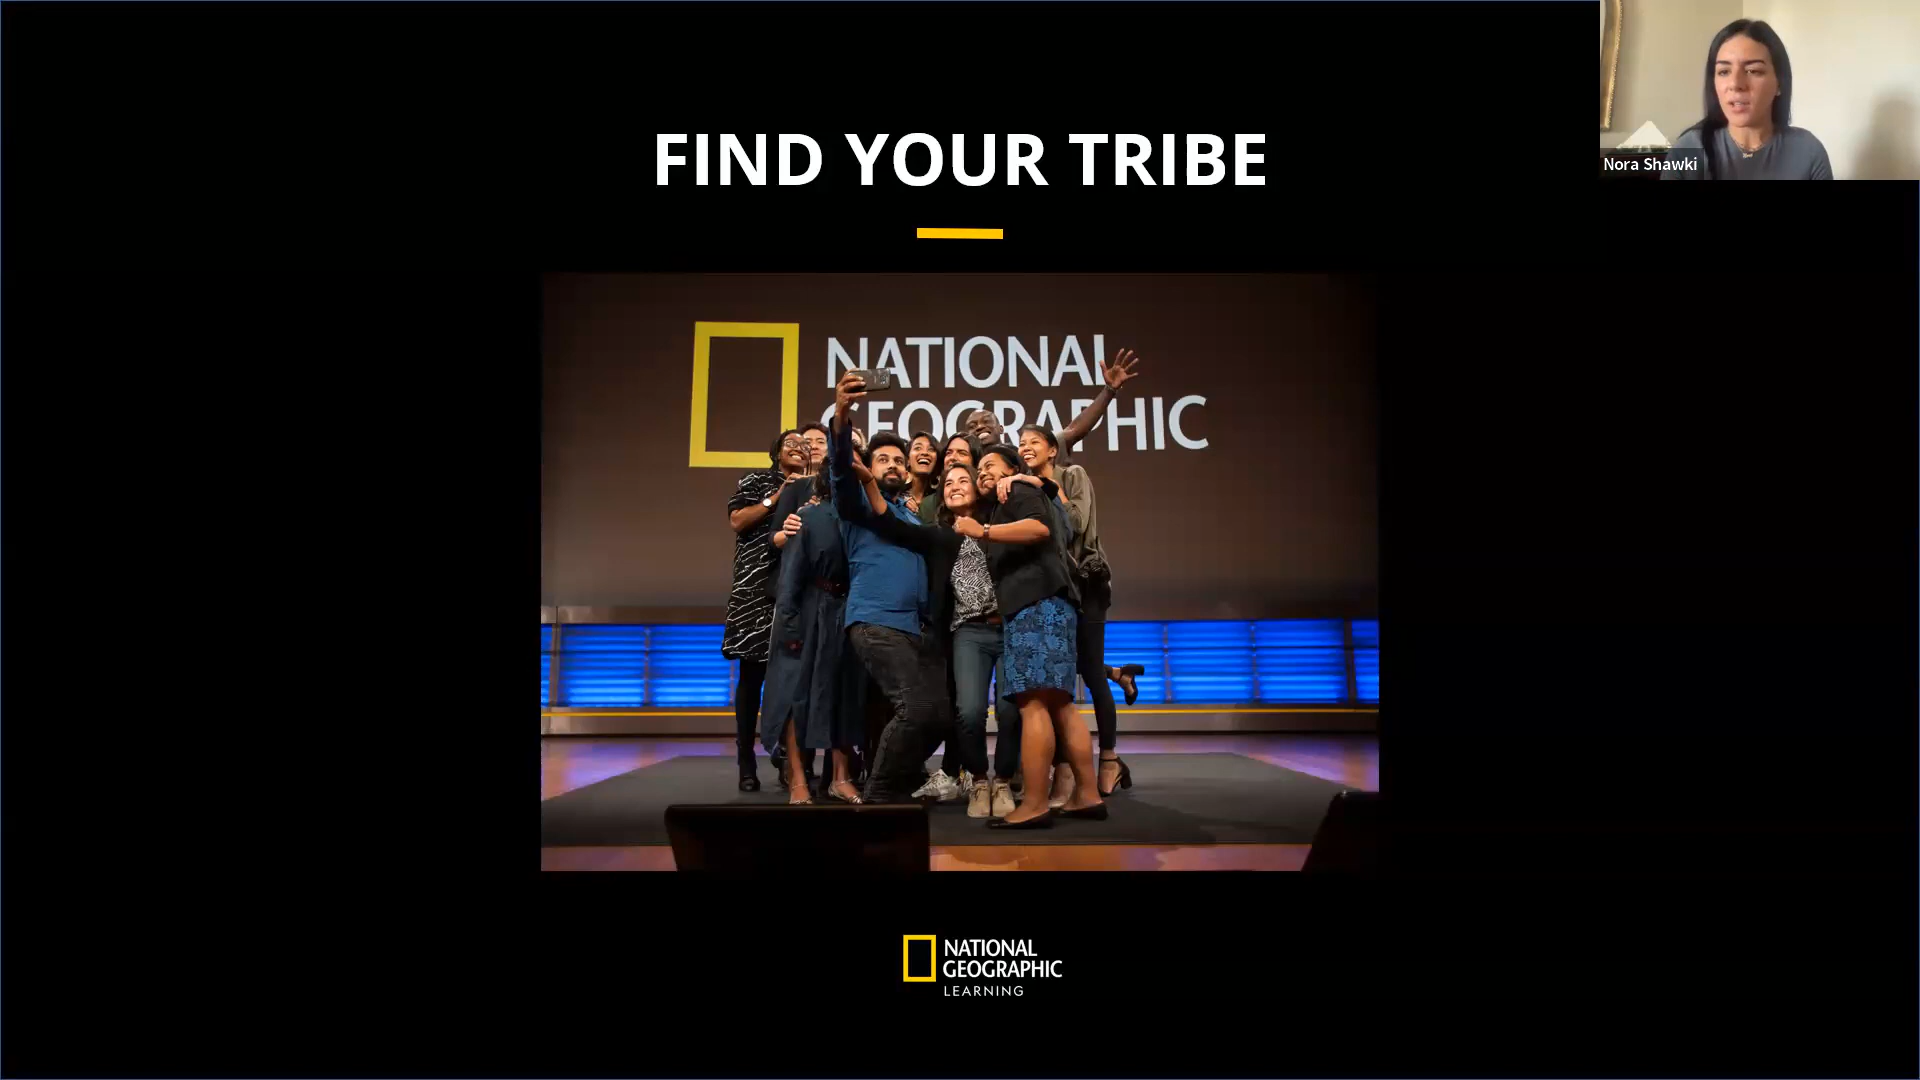 FIND YOUR TRIBE
Nora Shawki
NATIONAL
GEOGRAPHIC
NATIONAL
GEOGRAPHIC
LEARNING